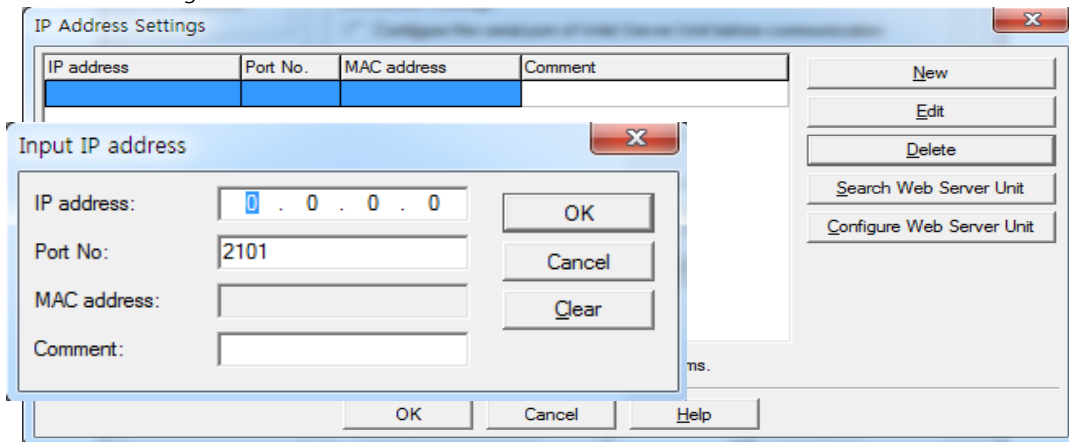 IP Address Settings
IP address Port No. MAC address Comment
New
Edit
Delete
Search Web Server Unit
Configure Web Server Unit
Input IP address
IP address: 0 . 0 . 0 . 0
Port No: 2101
MAC address:
Comment:
OK
Cancel
Clear
ms.
OK Cancel Help